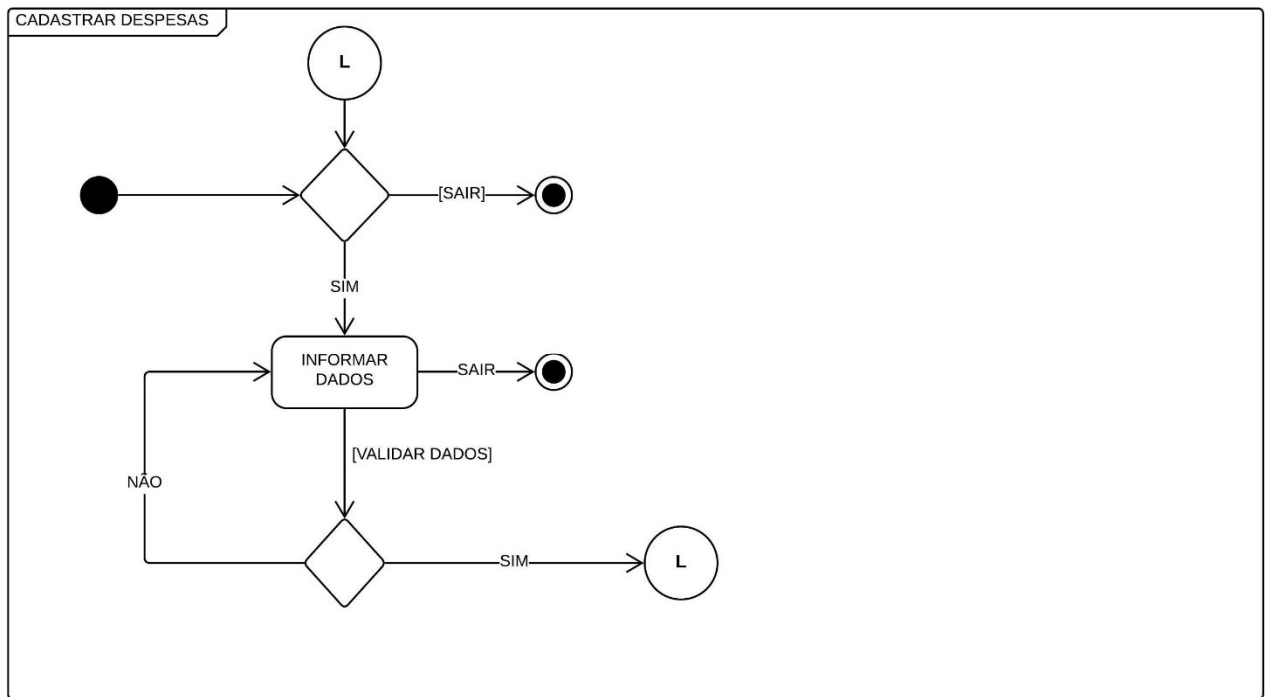 CADASTRAR DESPESAS
L
[SAIR]
SIM
INFORMAR
DADOS
SAIR
[VALIDAR DADOS]
NÃO
SIM
L